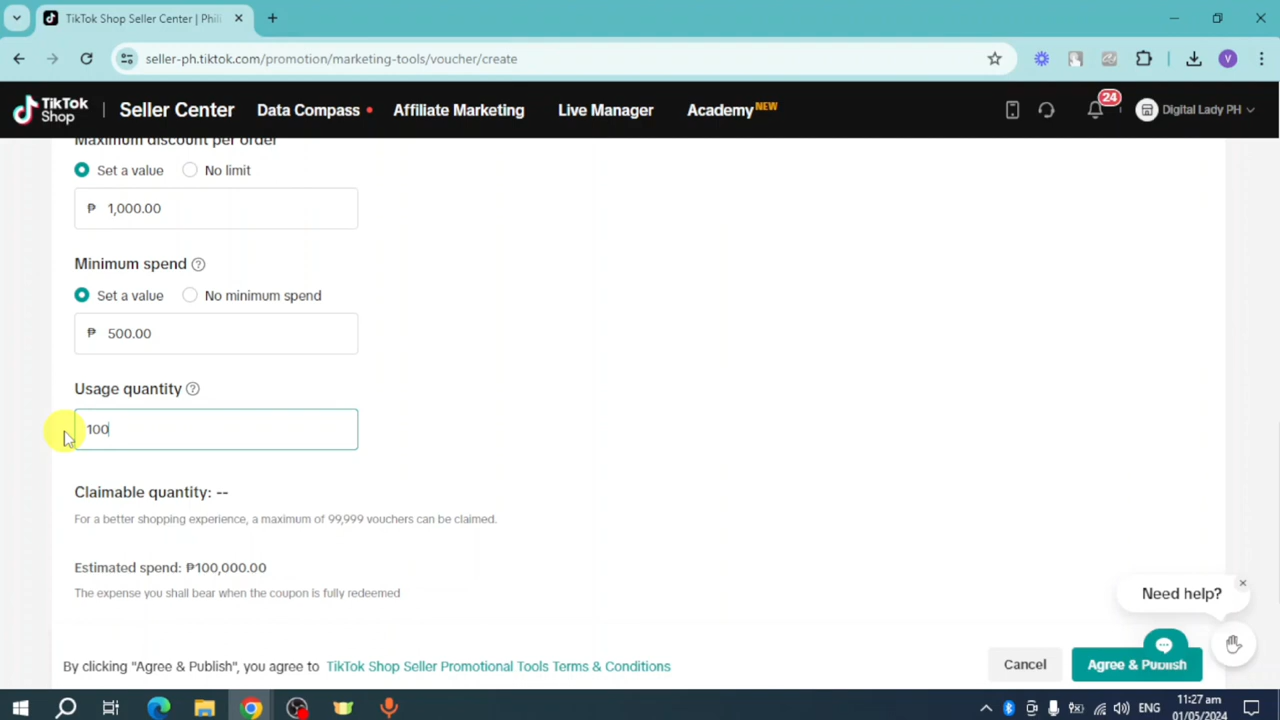 TikTok Shop Seller Center | Phili
seller-ph.tiktok.com/promotion/marketing-tools/voucher/create
V
TikTok Shop
Seller Center
Data Compass
Affiliate Marketing
Live Manager
Academy NEW
24
Digital Lady PH
Maximum discount per order
Set a value
No limit
₱ 1,000.00
Minimum spend ?
Set a value
No minimum spend
₱ 500.00
Usage quantity ?
100
Claimable quantity: --
For a better shopping experience, a maximum of 99,999 vouchers can be claimed.
Estimated spend: ₱100,000.00
The expense you shall bear when the coupon is fully redeemed
Need help?
By clicking "Agree & Publish", you agree to TikTok Shop Seller Promotional Tools Terms & Conditions
Cancel
Agree & Publish
ENG
11:27 am
01/05/2024